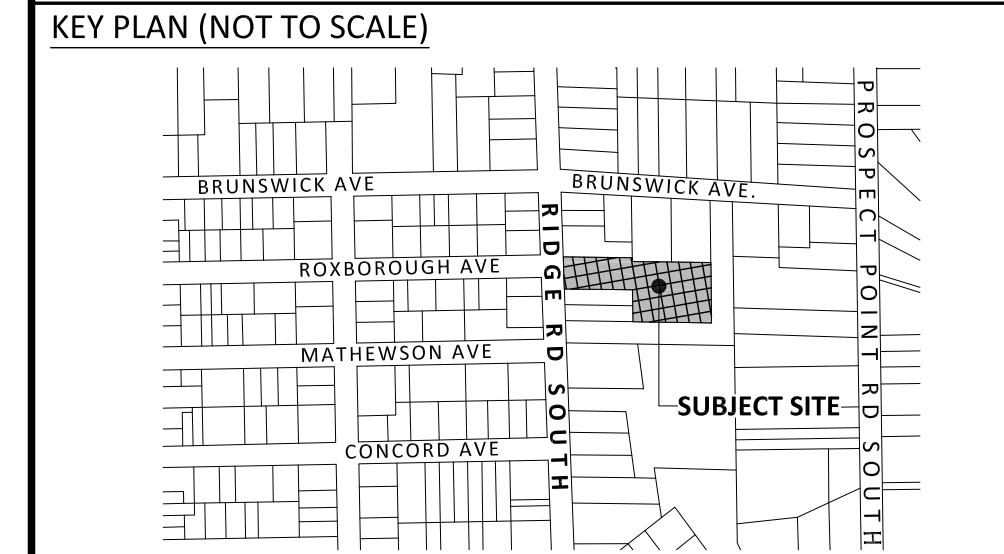 KEY PLAN (NOT TO SCALE)
BRUNSWICK AVE
BRUNSWICK AVE.
RIDGE RD SOUTH
PROSPECT POINT RD SOUTH
ROXBOROUGH AVE
MATHEWSON AVE
SUBJECT SITE
CONCORD AVE